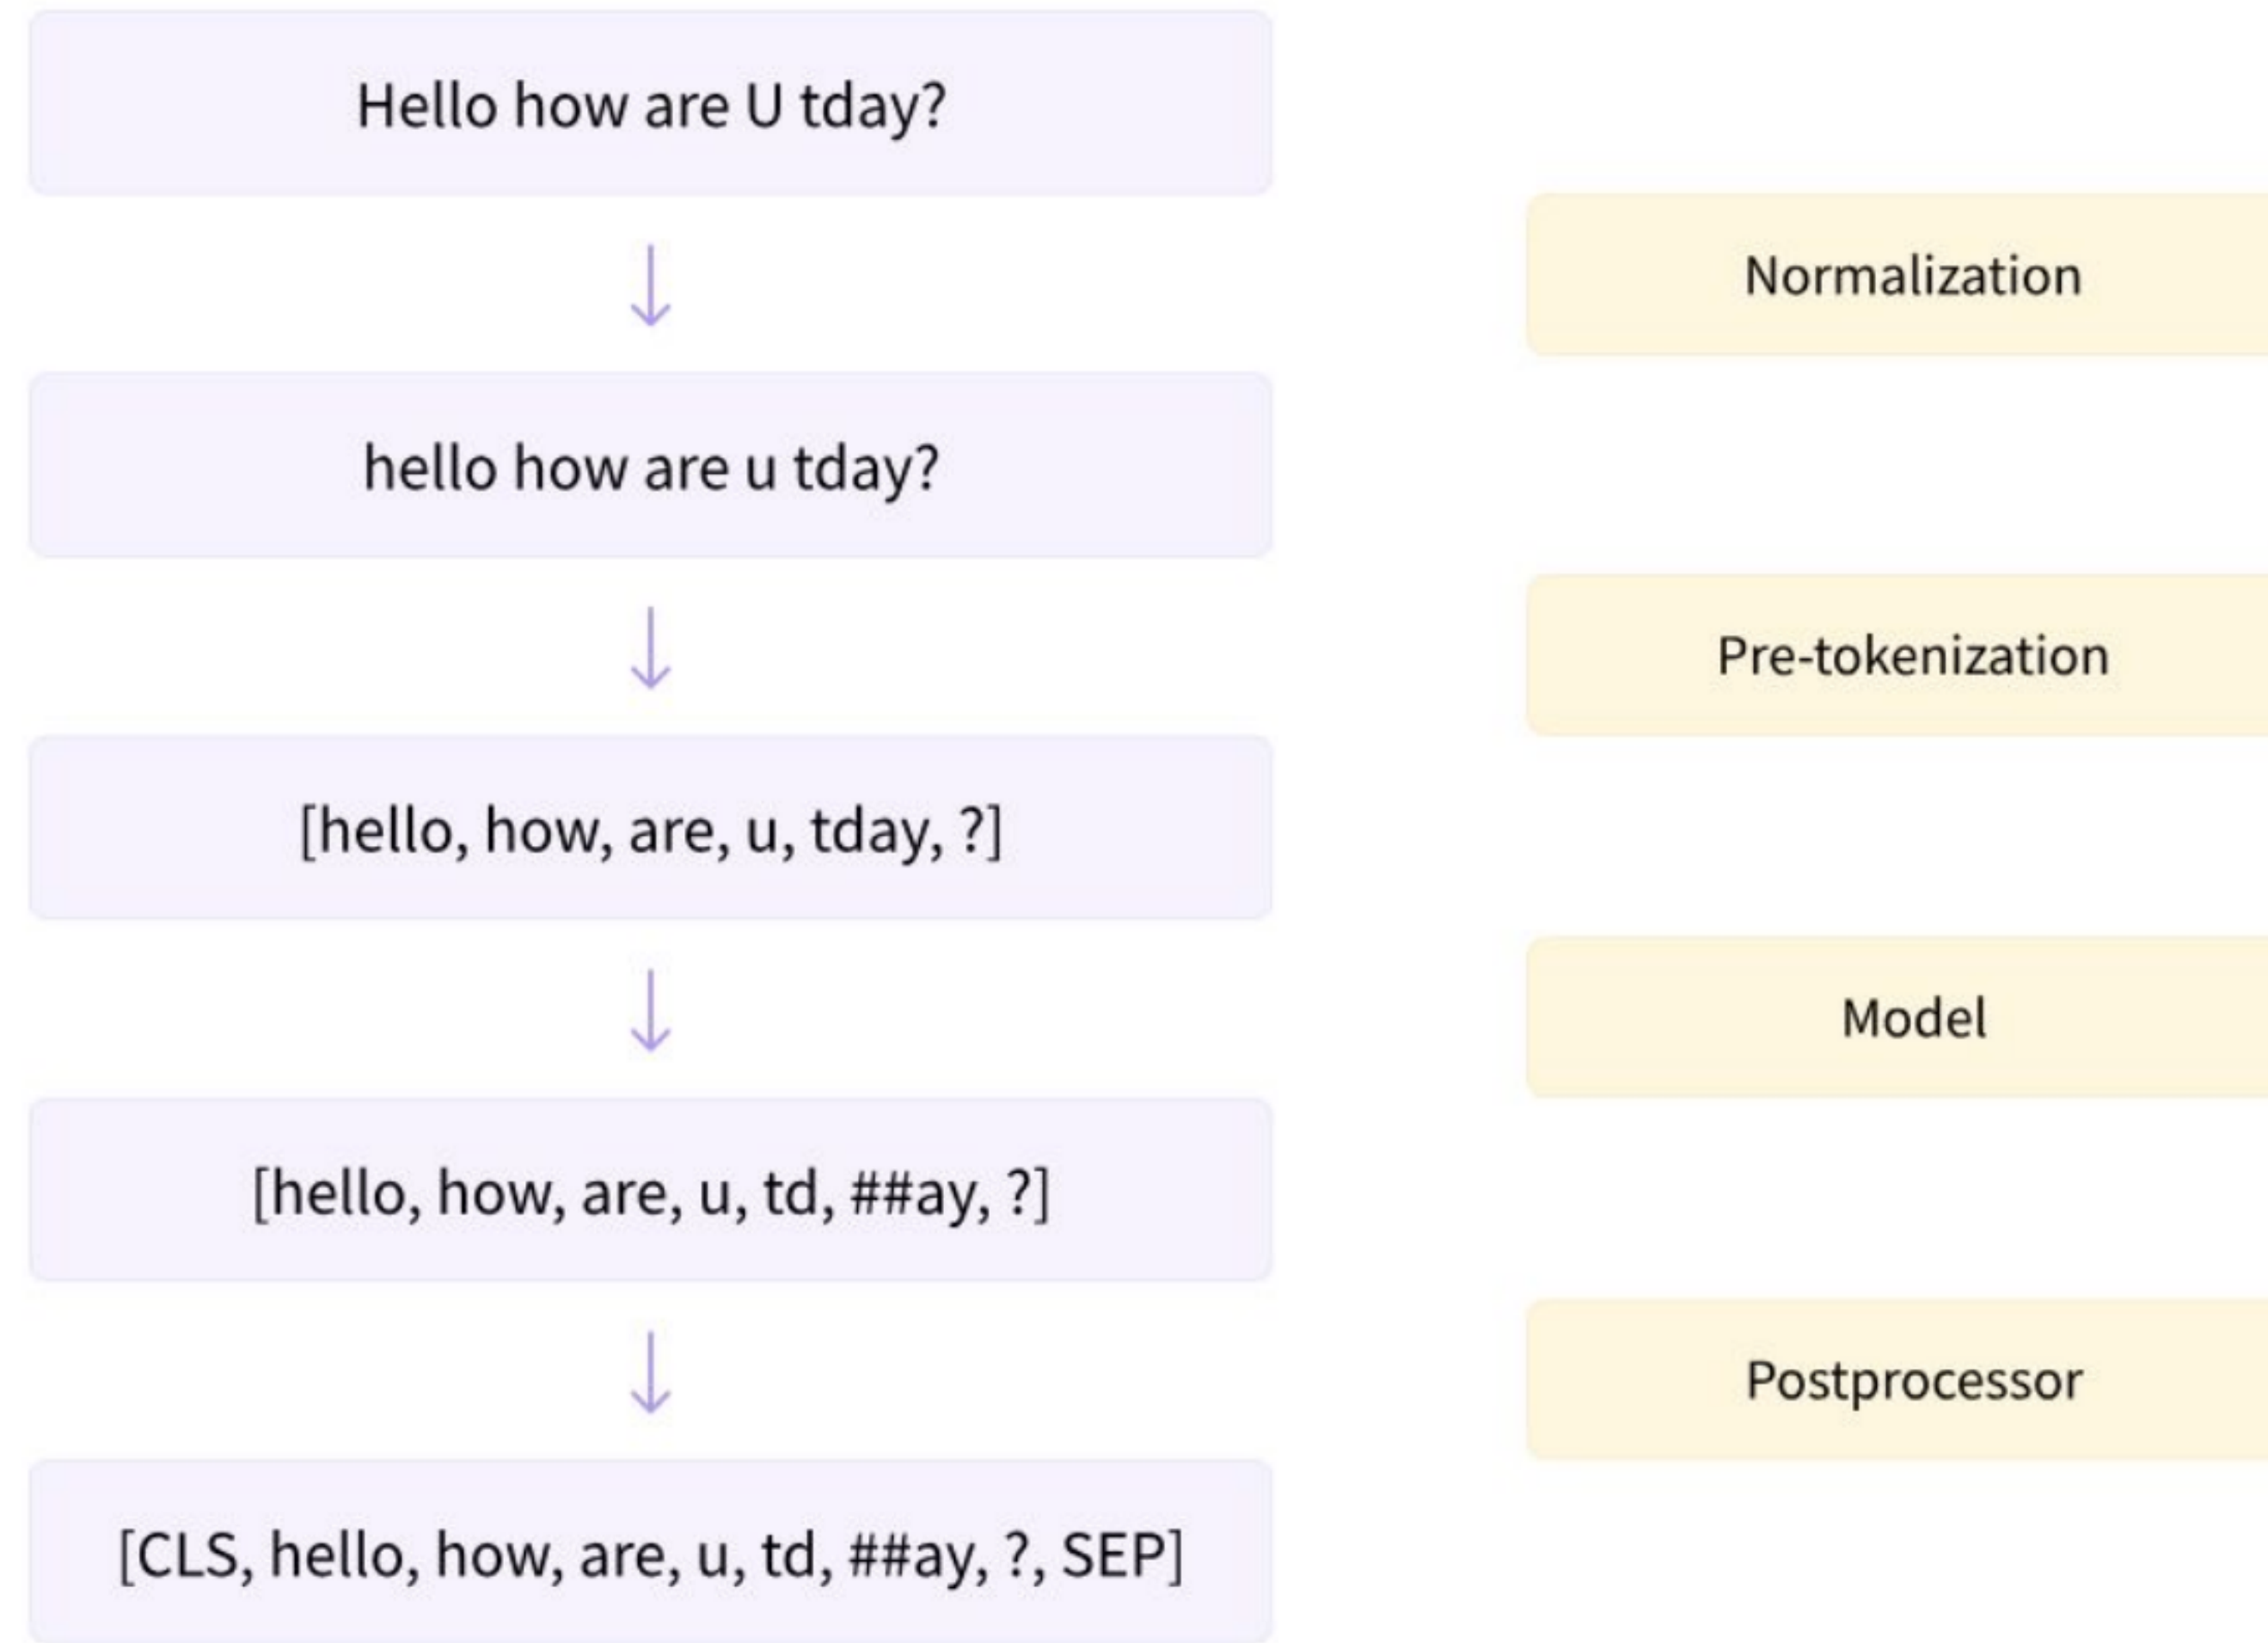 Hello how are U tday?
Normalization
hello how are u tday?
Pre-tokenization
[hello, how, are, u, tday, ?]
Model
[hello, how, are, u, td, ##ay, ?]
Postprocessor
[CLS, hello, how, are, u, td, ##ay, ?, SEP]